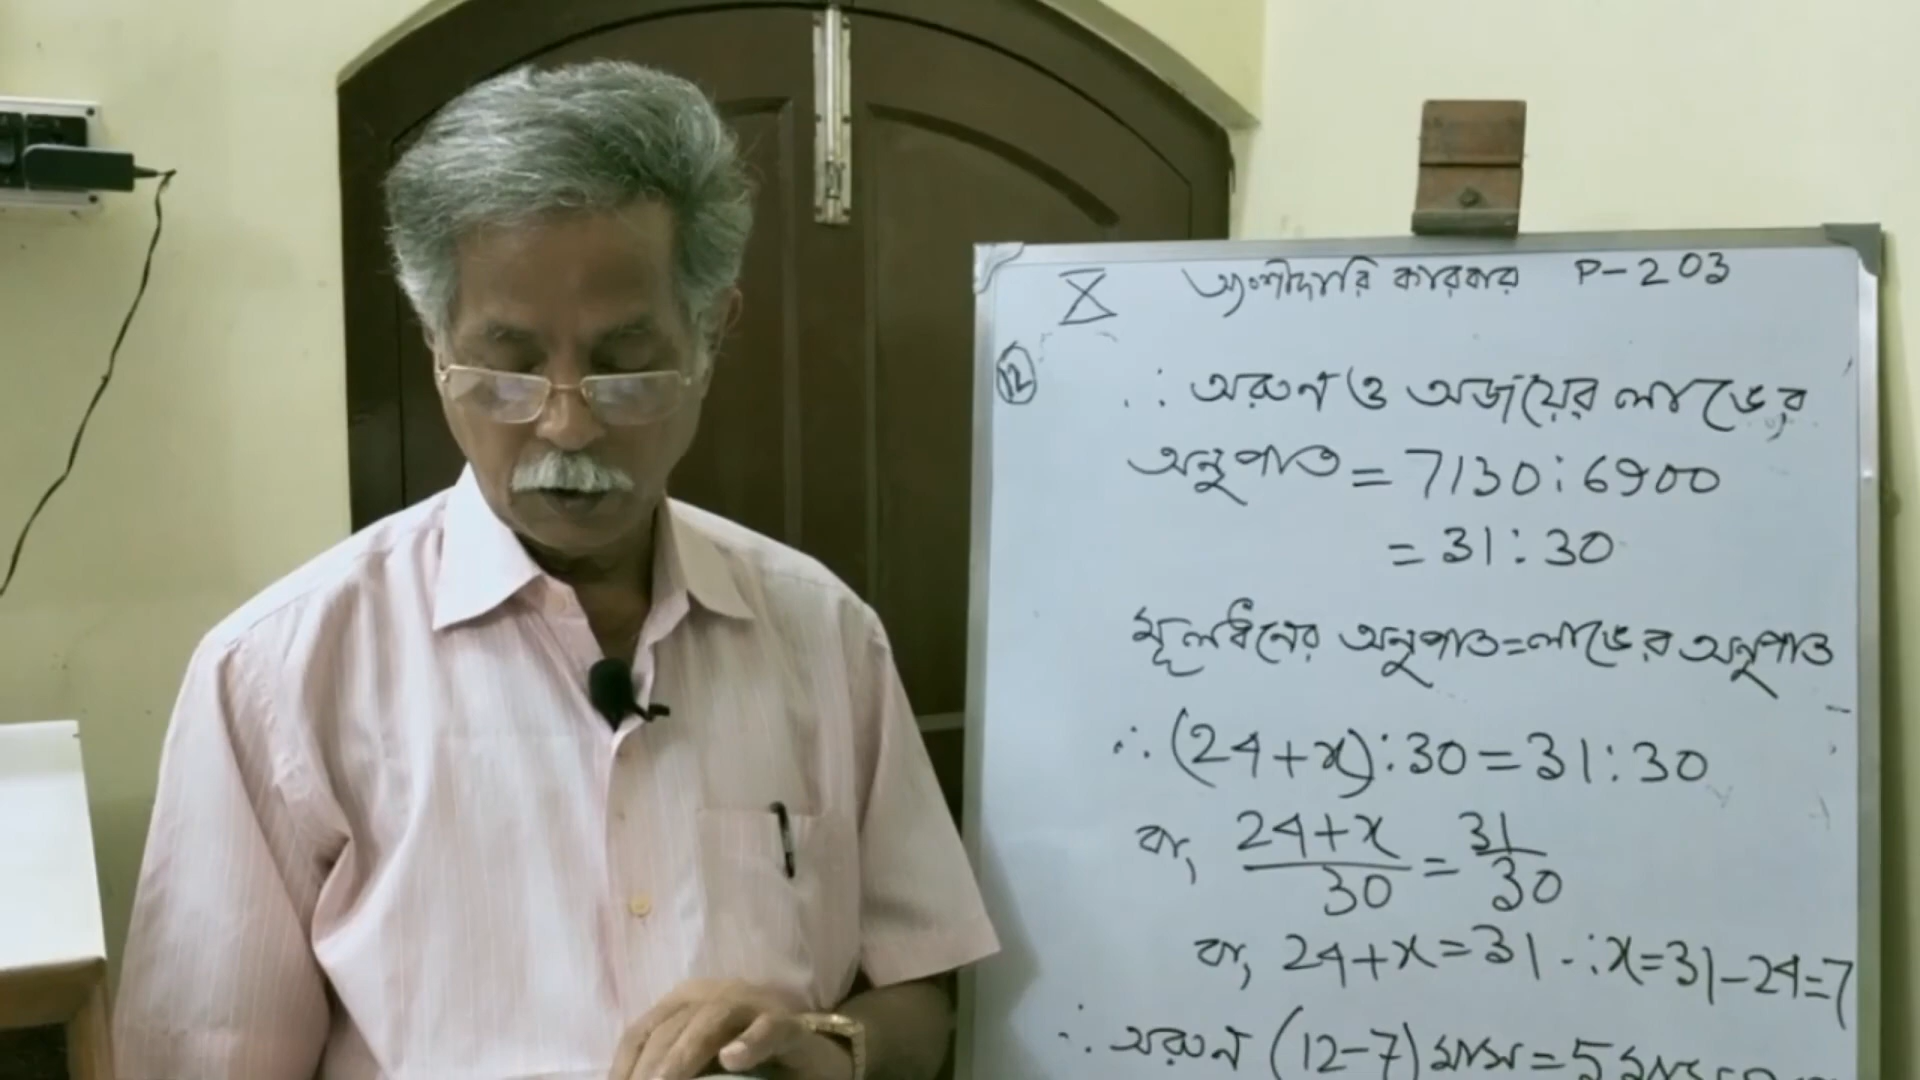 X অংশীদারি কারবার P-203
12 ∴ অরুণ ও অজয়ের লাভের
অনুপাত = 7130:6900
= 31:30
মূলধনের অনুপাত=লাভের অনুপাত
∴ (24+x):30=31:30
বা, 24+x/30 = 31/30
বা, 24+x=31 ∴ x=31-24=7
∴ অরুণ (12-7) মাস = 5